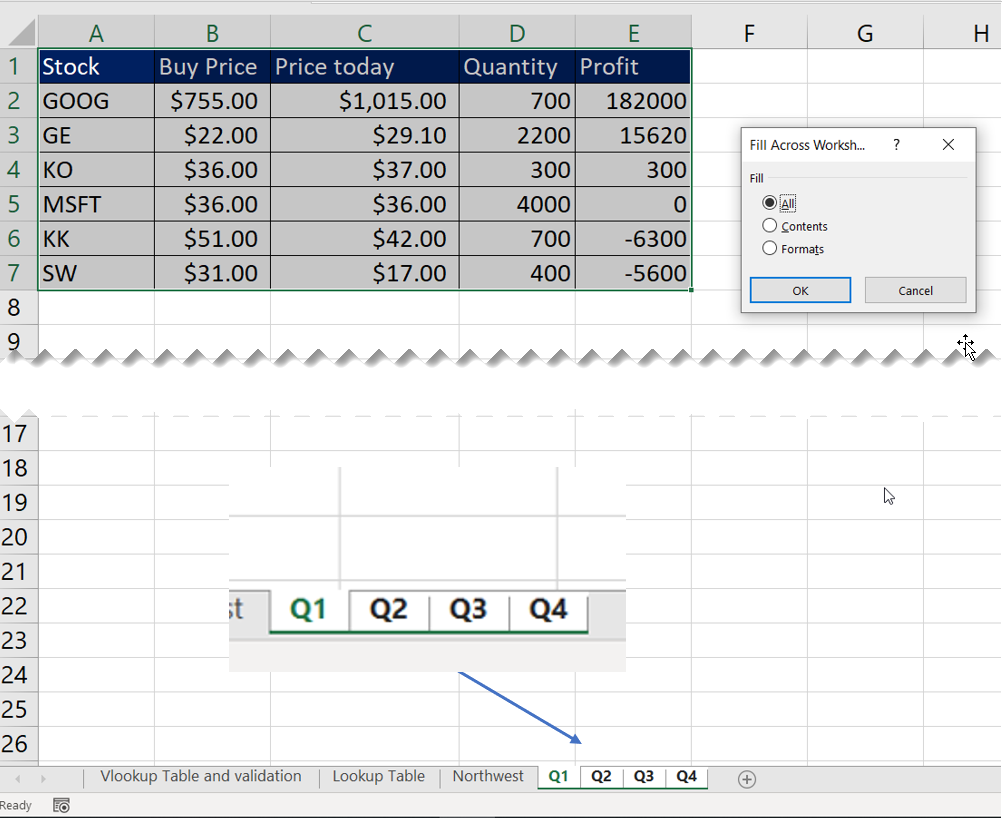 A B C D E F G H
1 Stock Buy Price Price today Quantity Profit
2 GOOG $755.00 $1,015.00 700 182000
3 GE $22.00 $29.10 2200 15620
4 KO $36.00 $37.00 300 300
5 MSFT $36.00 $36.00 4000 0
6 KK $51.00 $42.00 700 -6300
7 SW $31.00 $17.00 400 -5600
8
9
Fill Across Worksh... ?
Fill
All
Contents
Formats
OK Cancel
17
18
19
20
21
22
23
24
25
26
st Q1 Q2 Q3 Q4
Vlookup Table and validation Lookup Table Northwest Q1 Q2 Q3 Q4
Ready